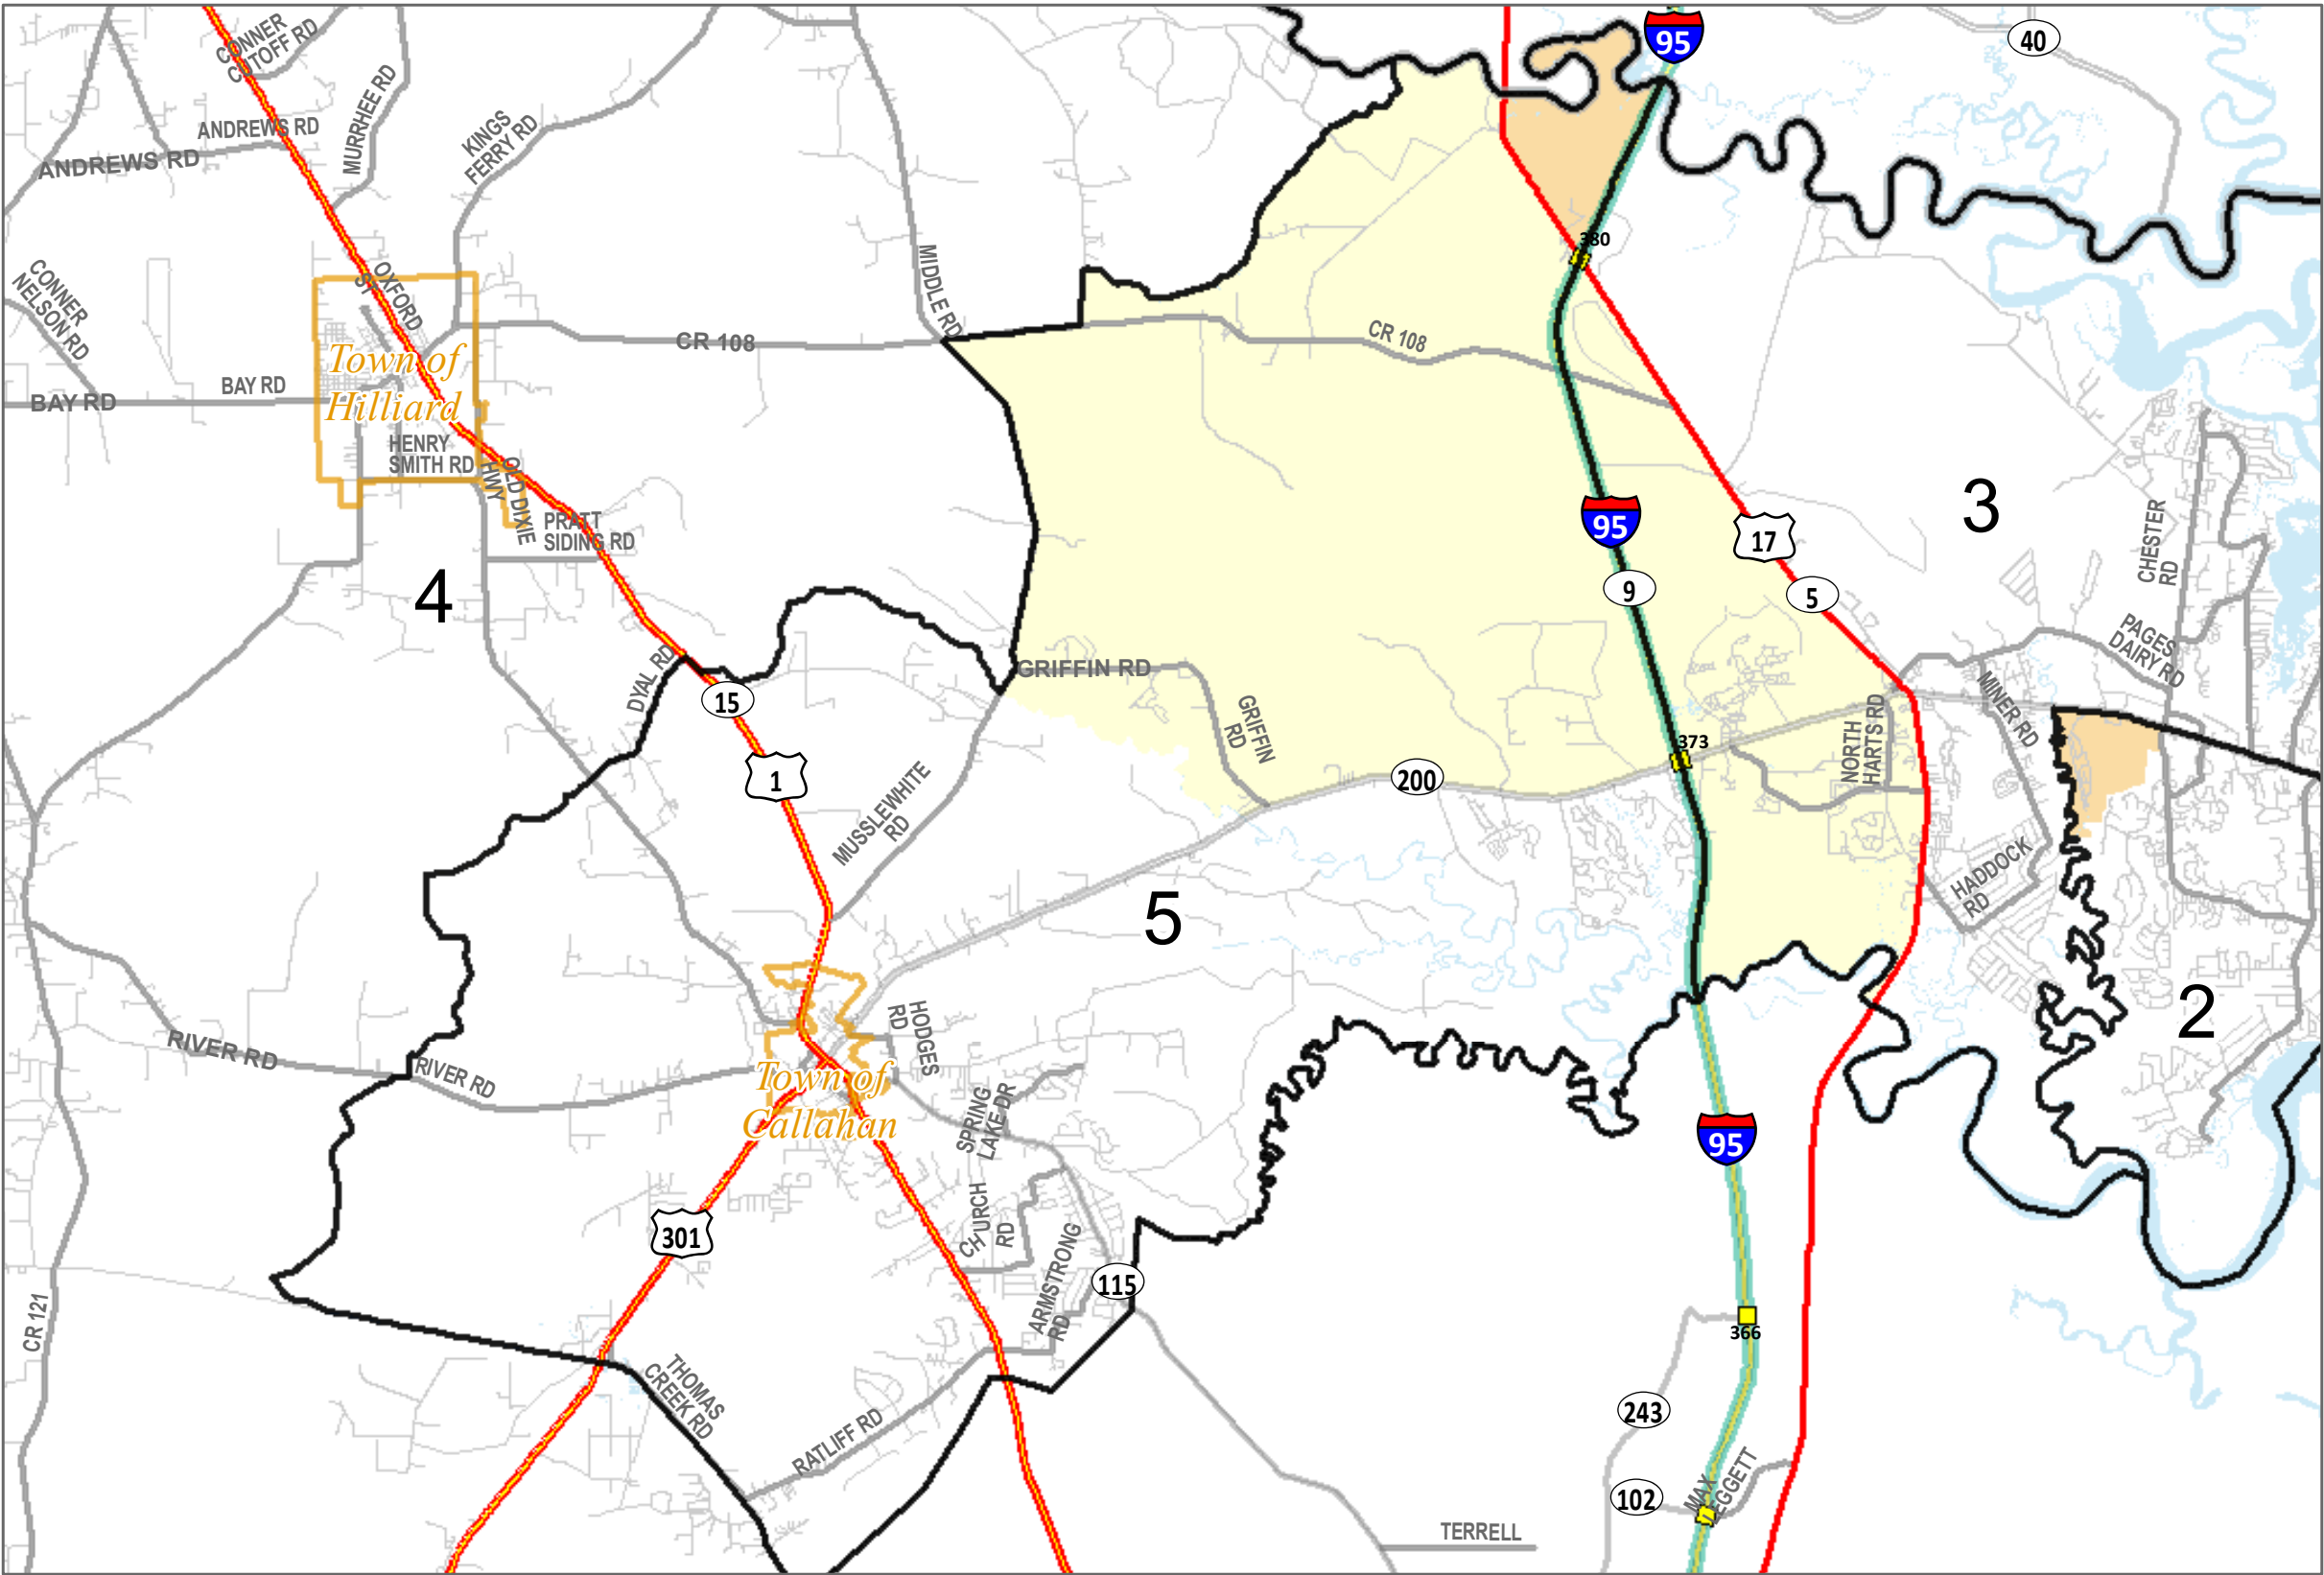 CONNER
CUTOFF RD
95
40
MURRHEE RD
KINGS
FERRY RD
ANDREWS RD
ANDREWS RD
380
MIDDLE RD
CONNER
NELSON RD
OXFORD
ST
CR 108
CR 108
Town of
Hilliard
BAY RD
BAY RD
HENRY
SMITH RD
OLD DIXIE
HWY
PRATT
SIDING RD
95
17
3
CHESTER
RD
4
9
5
PAGES
DAIRY RD
DYAL RD
GRIFFIN RD
15
GRIFFIN
RD
MINER RD
NORTH
HARTS RD
373
1
200
MUSSLEWHITE
RD
HADDOCK
RD
5
2
HODGES
RD
RIVER RD
RIVER RD
Town of
Callahan
SPRING
LAKE DR
95
CHURCH
RD
301
ARMSTRONG
RD
115
CR 121
366
THOMAS
CREEK RD
243
RATLIFF RD
MAX
LEGGETT
102
TERRELL